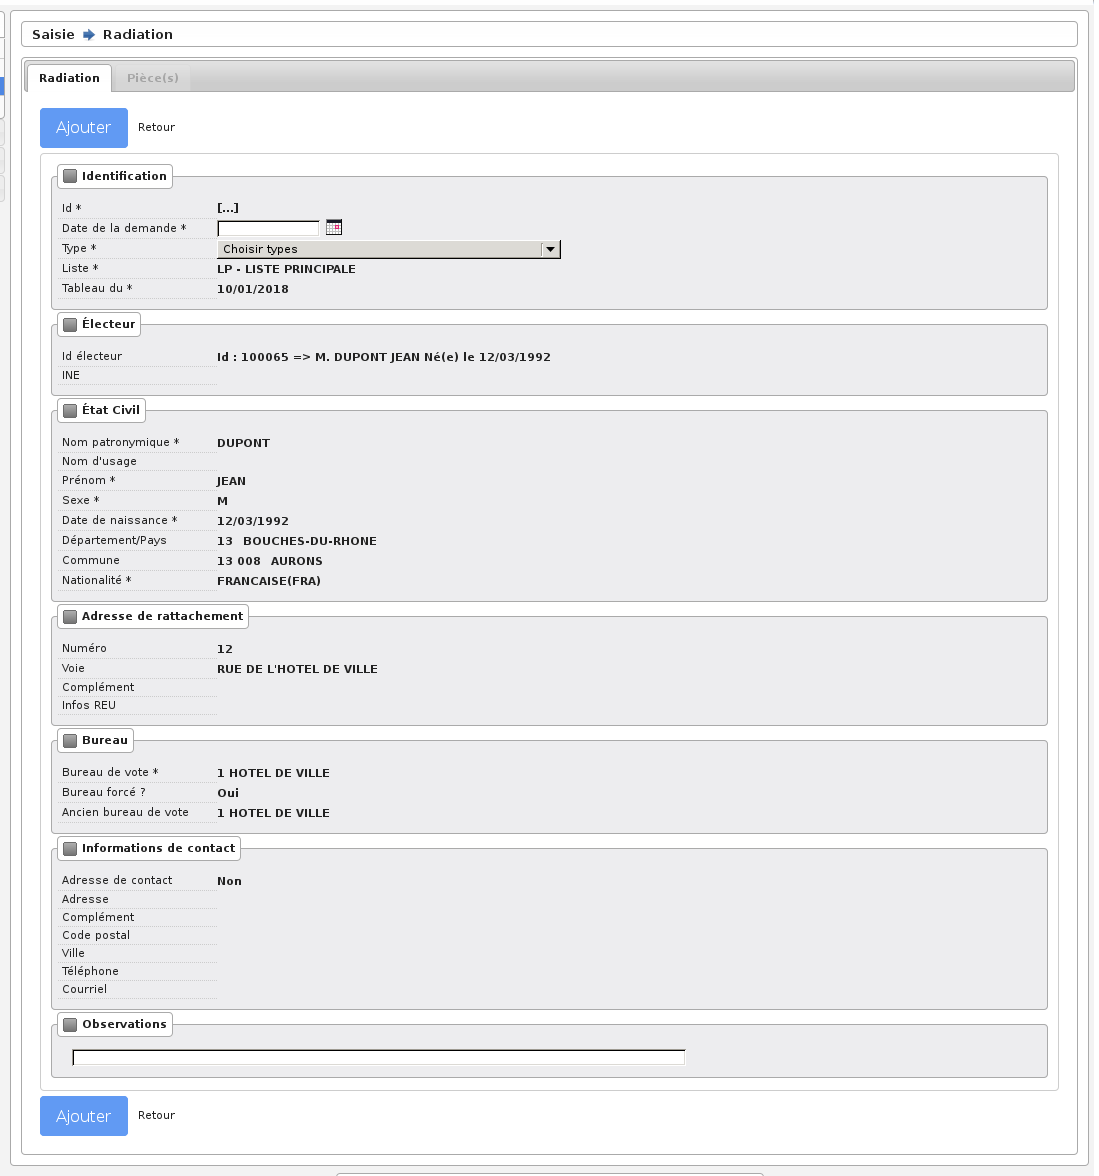 Saisie Radiation
Radiation Pièce(s)
Ajouter Retour
Identification
Id * [...]
Date de la demande *
Type * Choisir types
Liste * LP - LISTE PRINCIPALE
Tableau du * 10/01/2018
Électeur
Id électeur Id : 100065 => M. DUPONT JEAN Né(e) le 12/03/1992
INE
État Civil
Nom patronymique * DUPONT
Nom d'usage
Prénom * JEAN
Sexe * M
Date de naissance * 12/03/1992
Département/Pays 13 BOUCHES-DU-RHONE
Commune 13 008 AURONS
Nationalité * FRANCAISE(FRA)
Adresse de rattachement
Numéro 12
Voie RUE DE L'HOTEL DE VILLE
Complément
Infos REU
Bureau
Bureau de vote * 1 HOTEL DE VILLE
Bureau forcé ? Oui
Ancien bureau de vote 1 HOTEL DE VILLE
Informations de contact
Adresse de contact Non
Adresse
Complément
Code postal
Ville
Téléphone
Courriel
Observations
Ajouter Retour